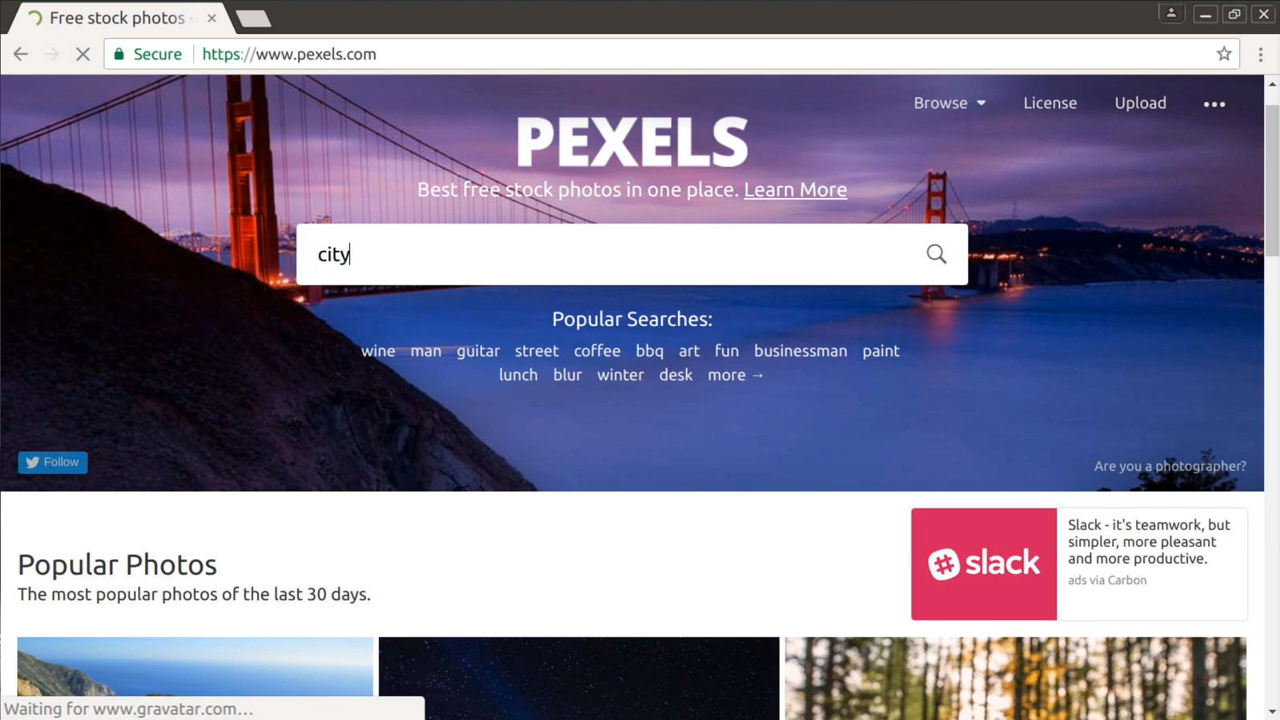 Free stock photos
Secure https://www.pexels.com
Browse License Upload
PEXELS
Best free stock photos in one place. Learn More
city
Popular Searches:
wine man guitar street coffee bbq art fun businessman paint
lunch blur winter desk more →
Follow
Are you a photographer?
slack
Slack - it's teamwork, but
simpler, more pleasant
and more productive.
ads via Carbon
Popular Photos
The most popular photos of the last 30 days.
Waiting for www.gravatar.com...